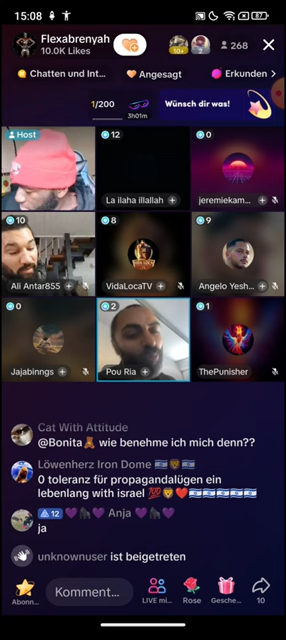 15:08
87
Flexabrenyah
10.0K Likes
10+
268
Chatten und Int...
Angesagt
Erkunden
1/200
3h01m
Wünsch dir was!
Host
12
0
La ilaha illallah
jeremiekam...
10
8
9
Ali Antar855
VidaLocaTV
Angelo Yesh...
0
2
1
Jajabinngs
Pou Ria
ThePunisher
Cat With Attitude
@Bonita🧸 wie benehme ich mich denn??
Löwenherz Iron Dome 🇮🇱🦁🇮🇱
0 toleranz für propagandalügen ein
lebenlang with israel 💯🦁❤️🇮🇱🇮🇱🇮🇱🇮🇱🇮🇱
12 💜🦍💜 Anja 💜🦍💜
ja
unknownuser ist beigetreten
Komment...
Abonn...
LIVE mi...
Rose
Gesche...
10